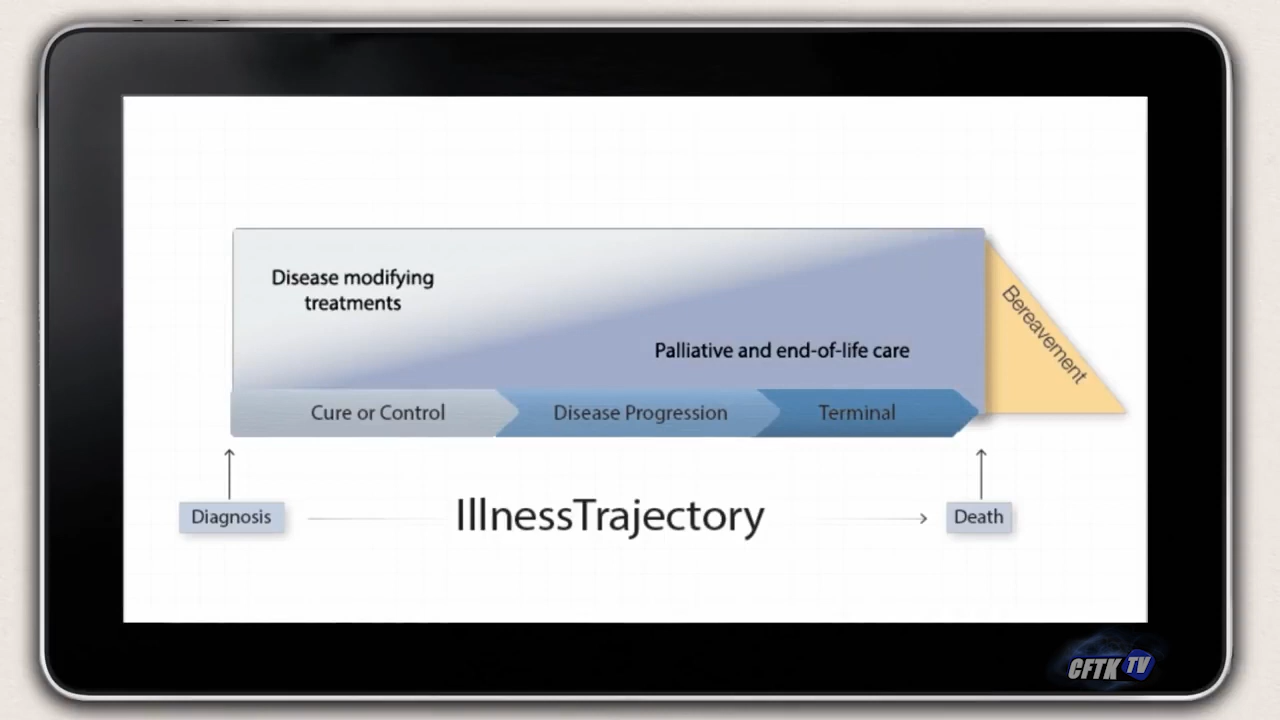 Disease modifying
treatments
Palliative and end-of-life care
Bereavement
Cure or Control
Disease Progression
Terminal
Diagnosis
IllnessTrajectory
Death
CFTK TV